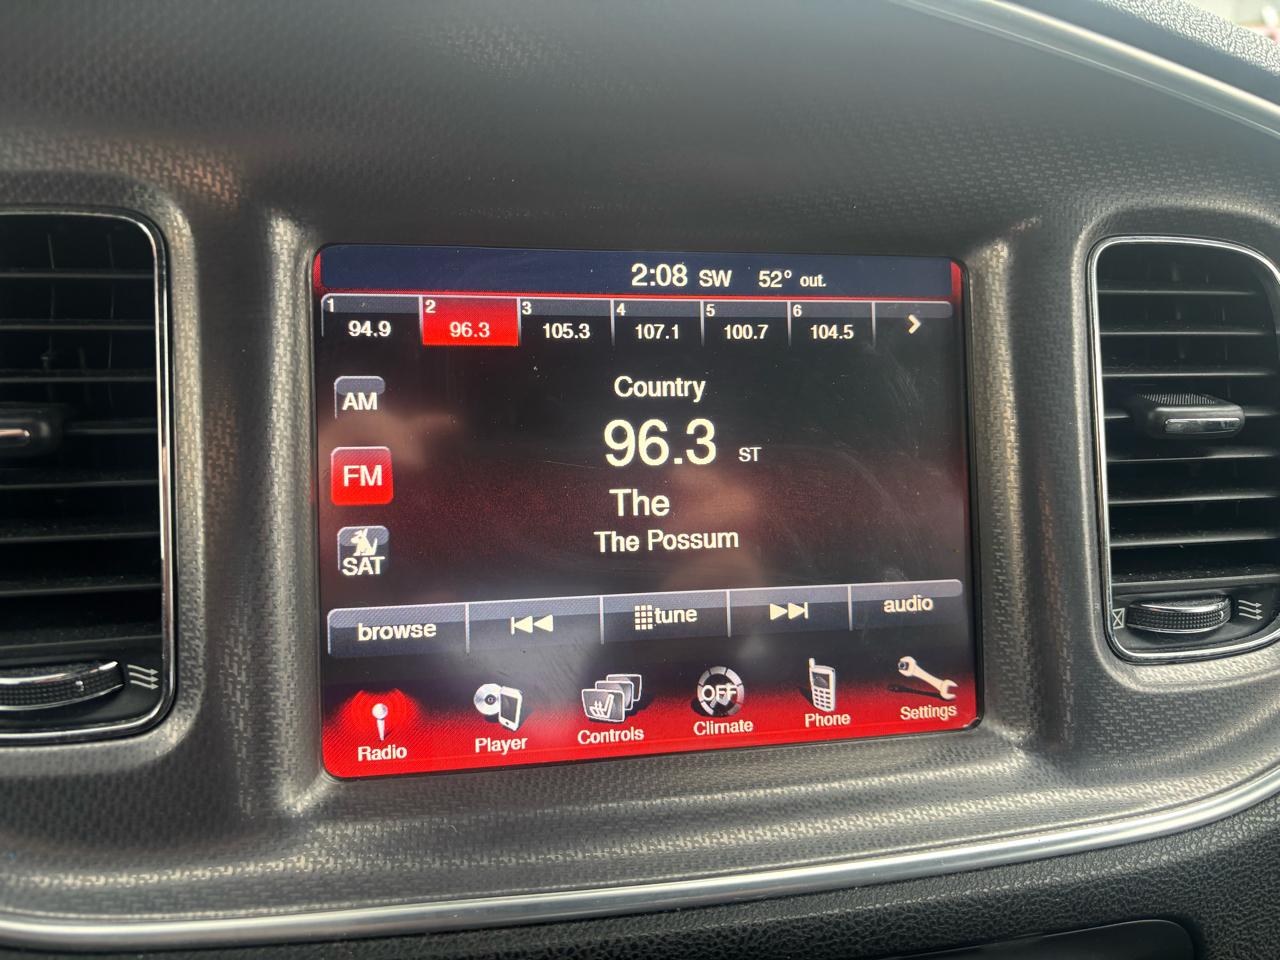 2:08 SW 52° out.
1 2 3 4 5 6
94.9 96.3 105.3 107.1 100.7 104.5
Country
AM
96.3 ST
FM
The
The Possum
SAT
browse tune audio
OFF
Radio Player Controls Climate Phone Settings